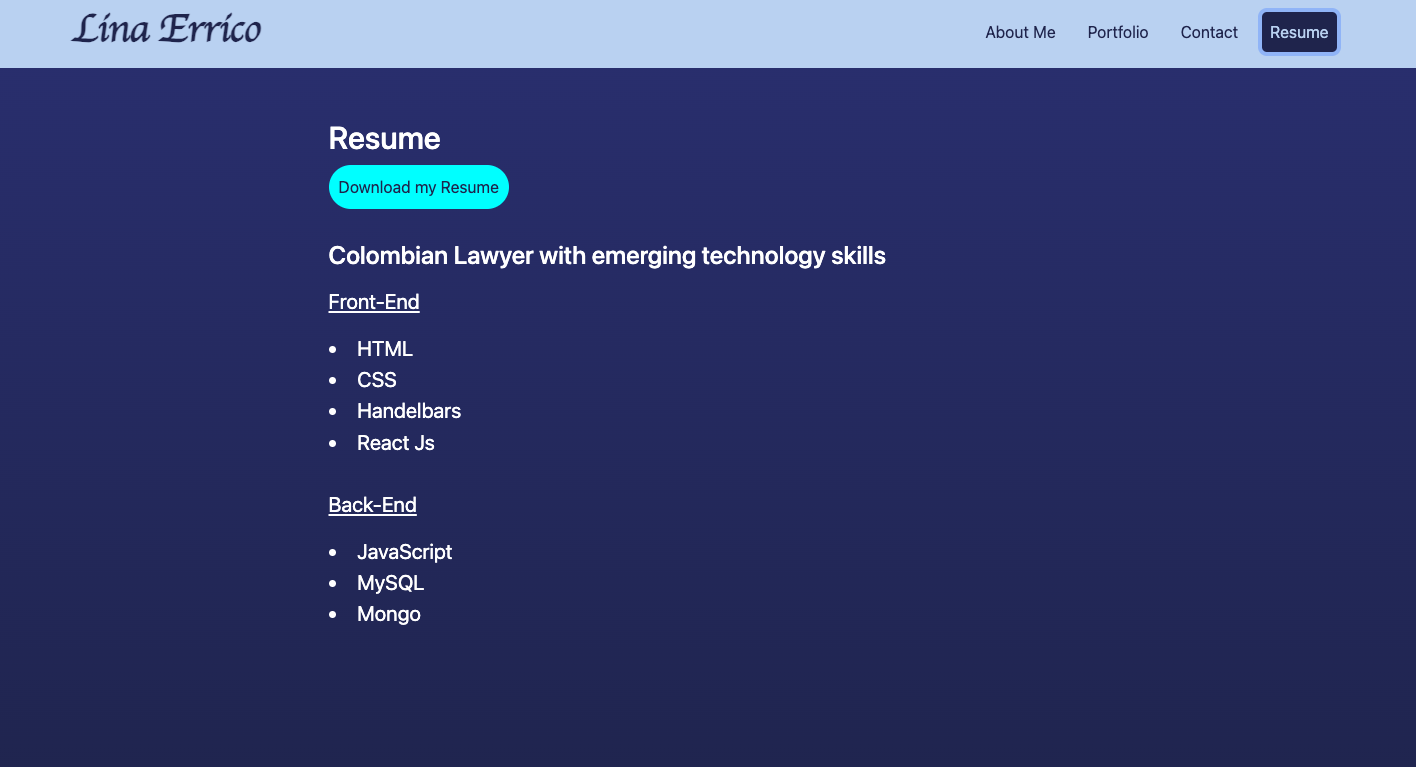 Lina Errico
About Me Portfolio Contact Resume
Resume
Download my Resume
Colombian Lawyer with emerging technology skills
Front-End
• HTML
• CSS
• Handelbars
• React Js
Back-End
• JavaScript
• MySQL
• Mongo